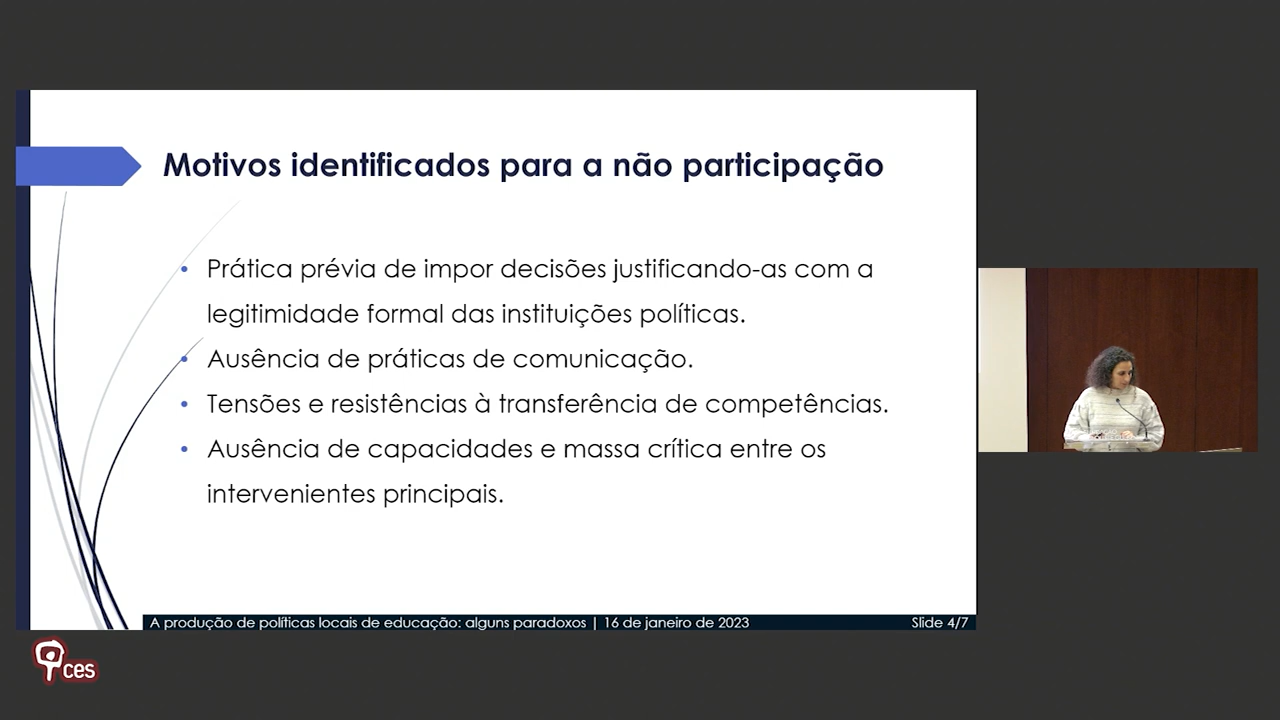 Motivos identificados para a não participação
• Prática prévia de impor decisões justificando-as com a
legitimidade formal das instituições políticas.
• Ausência de práticas de comunicação.
• Tensões e resistências à transferência de competências.
• Ausência de capacidades e massa crítica entre os
intervenientes principais.
A produção de políticas locais de educação: alguns paradoxos | 16 de janeiro de 2023
Slide 4/7
ces